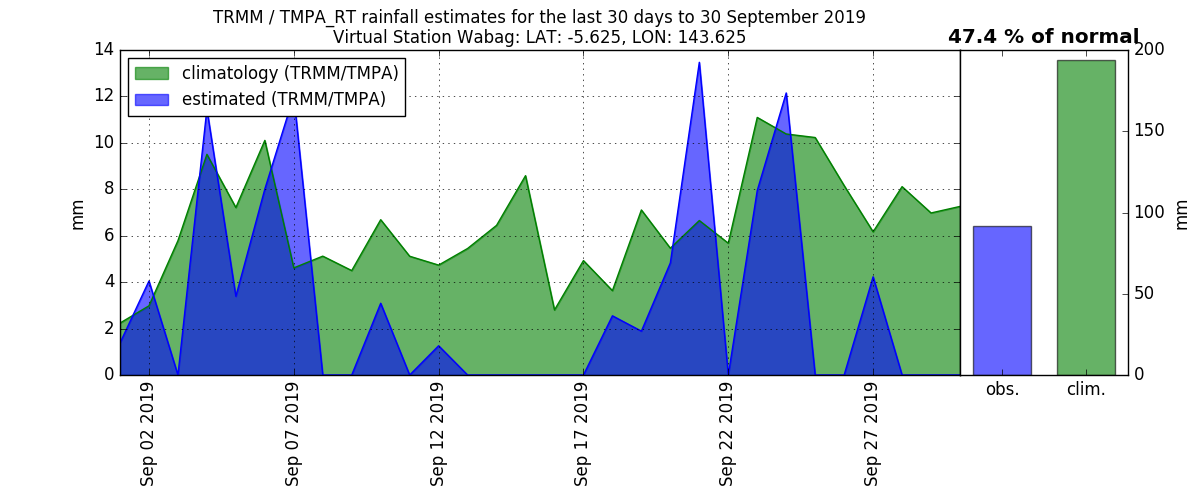 TRMM / TMPA_RT rainfall estimates for the last 30 days to 30 September 2019
Virtual Station Wabag: LAT: -5.625, LON: 143.625
47.4 % of normal
climatology (TRMM/TMPA)
estimated (TRMM/TMPA)
14
12
10
8
6
4
2
0
mm
Sep 02 2019
Sep 07 2019
Sep 12 2019
Sep 17 2019
Sep 22 2019
Sep 27 2019
200
150
100
50
0
mm
obs.
clim.